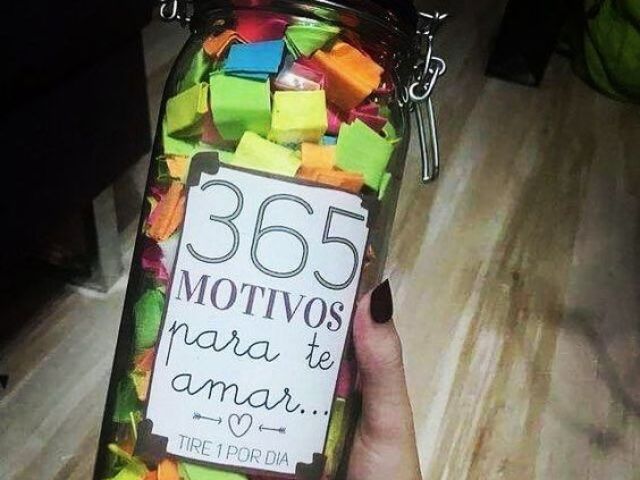 365
MOTIVOS
para te
amar...
TIRE 1 POR DIA